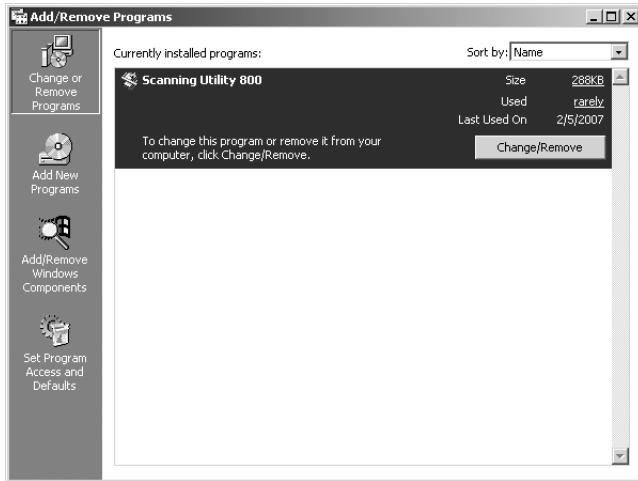 Add/Remove Programs
Change or
Remove
Programs
Add New
Programs
Add/Remove
Windows
Components
Set Program
Access and
Defaults
Currently installed programs:
Sort by: Name
Scanning Utility 800
Size 288KB
Used rarely
Last Used On 2/5/2007
To change this program or remove it from your
computer, click Change/Remove.
Change/Remove